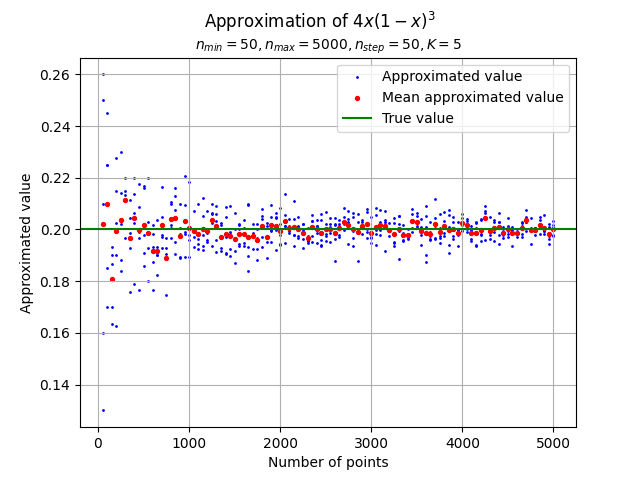 Approximation of 4x(1 − x)³
n_min = 50, n_max = 5000, n_step = 50, K = 5
Approximated value
Mean approximated value
True value
0.26
0.24
0.22
0.20
0.18
0.16
0.14
Approximated value
0 1000 2000 3000 4000 5000
Number of points